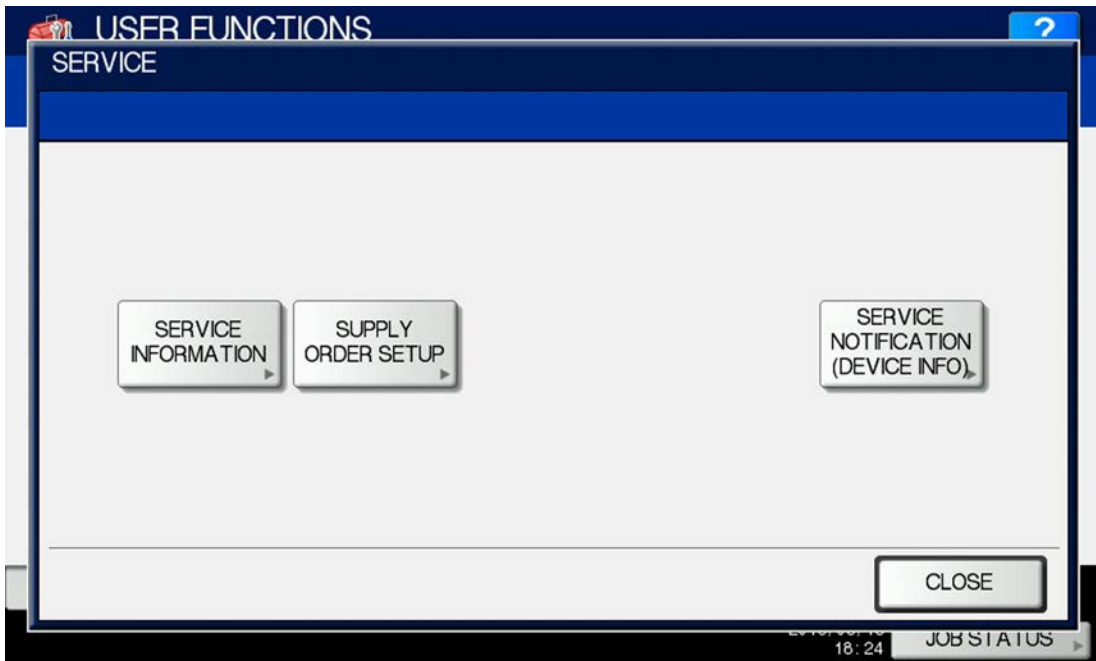 USER FUNCTIONS
?
SERVICE
SERVICE
INFORMATION
SUPPLY
ORDER SETUP
SERVICE
NOTIFICATION
(DEVICE INFO)
CLOSE
18:24
JOB STATUS